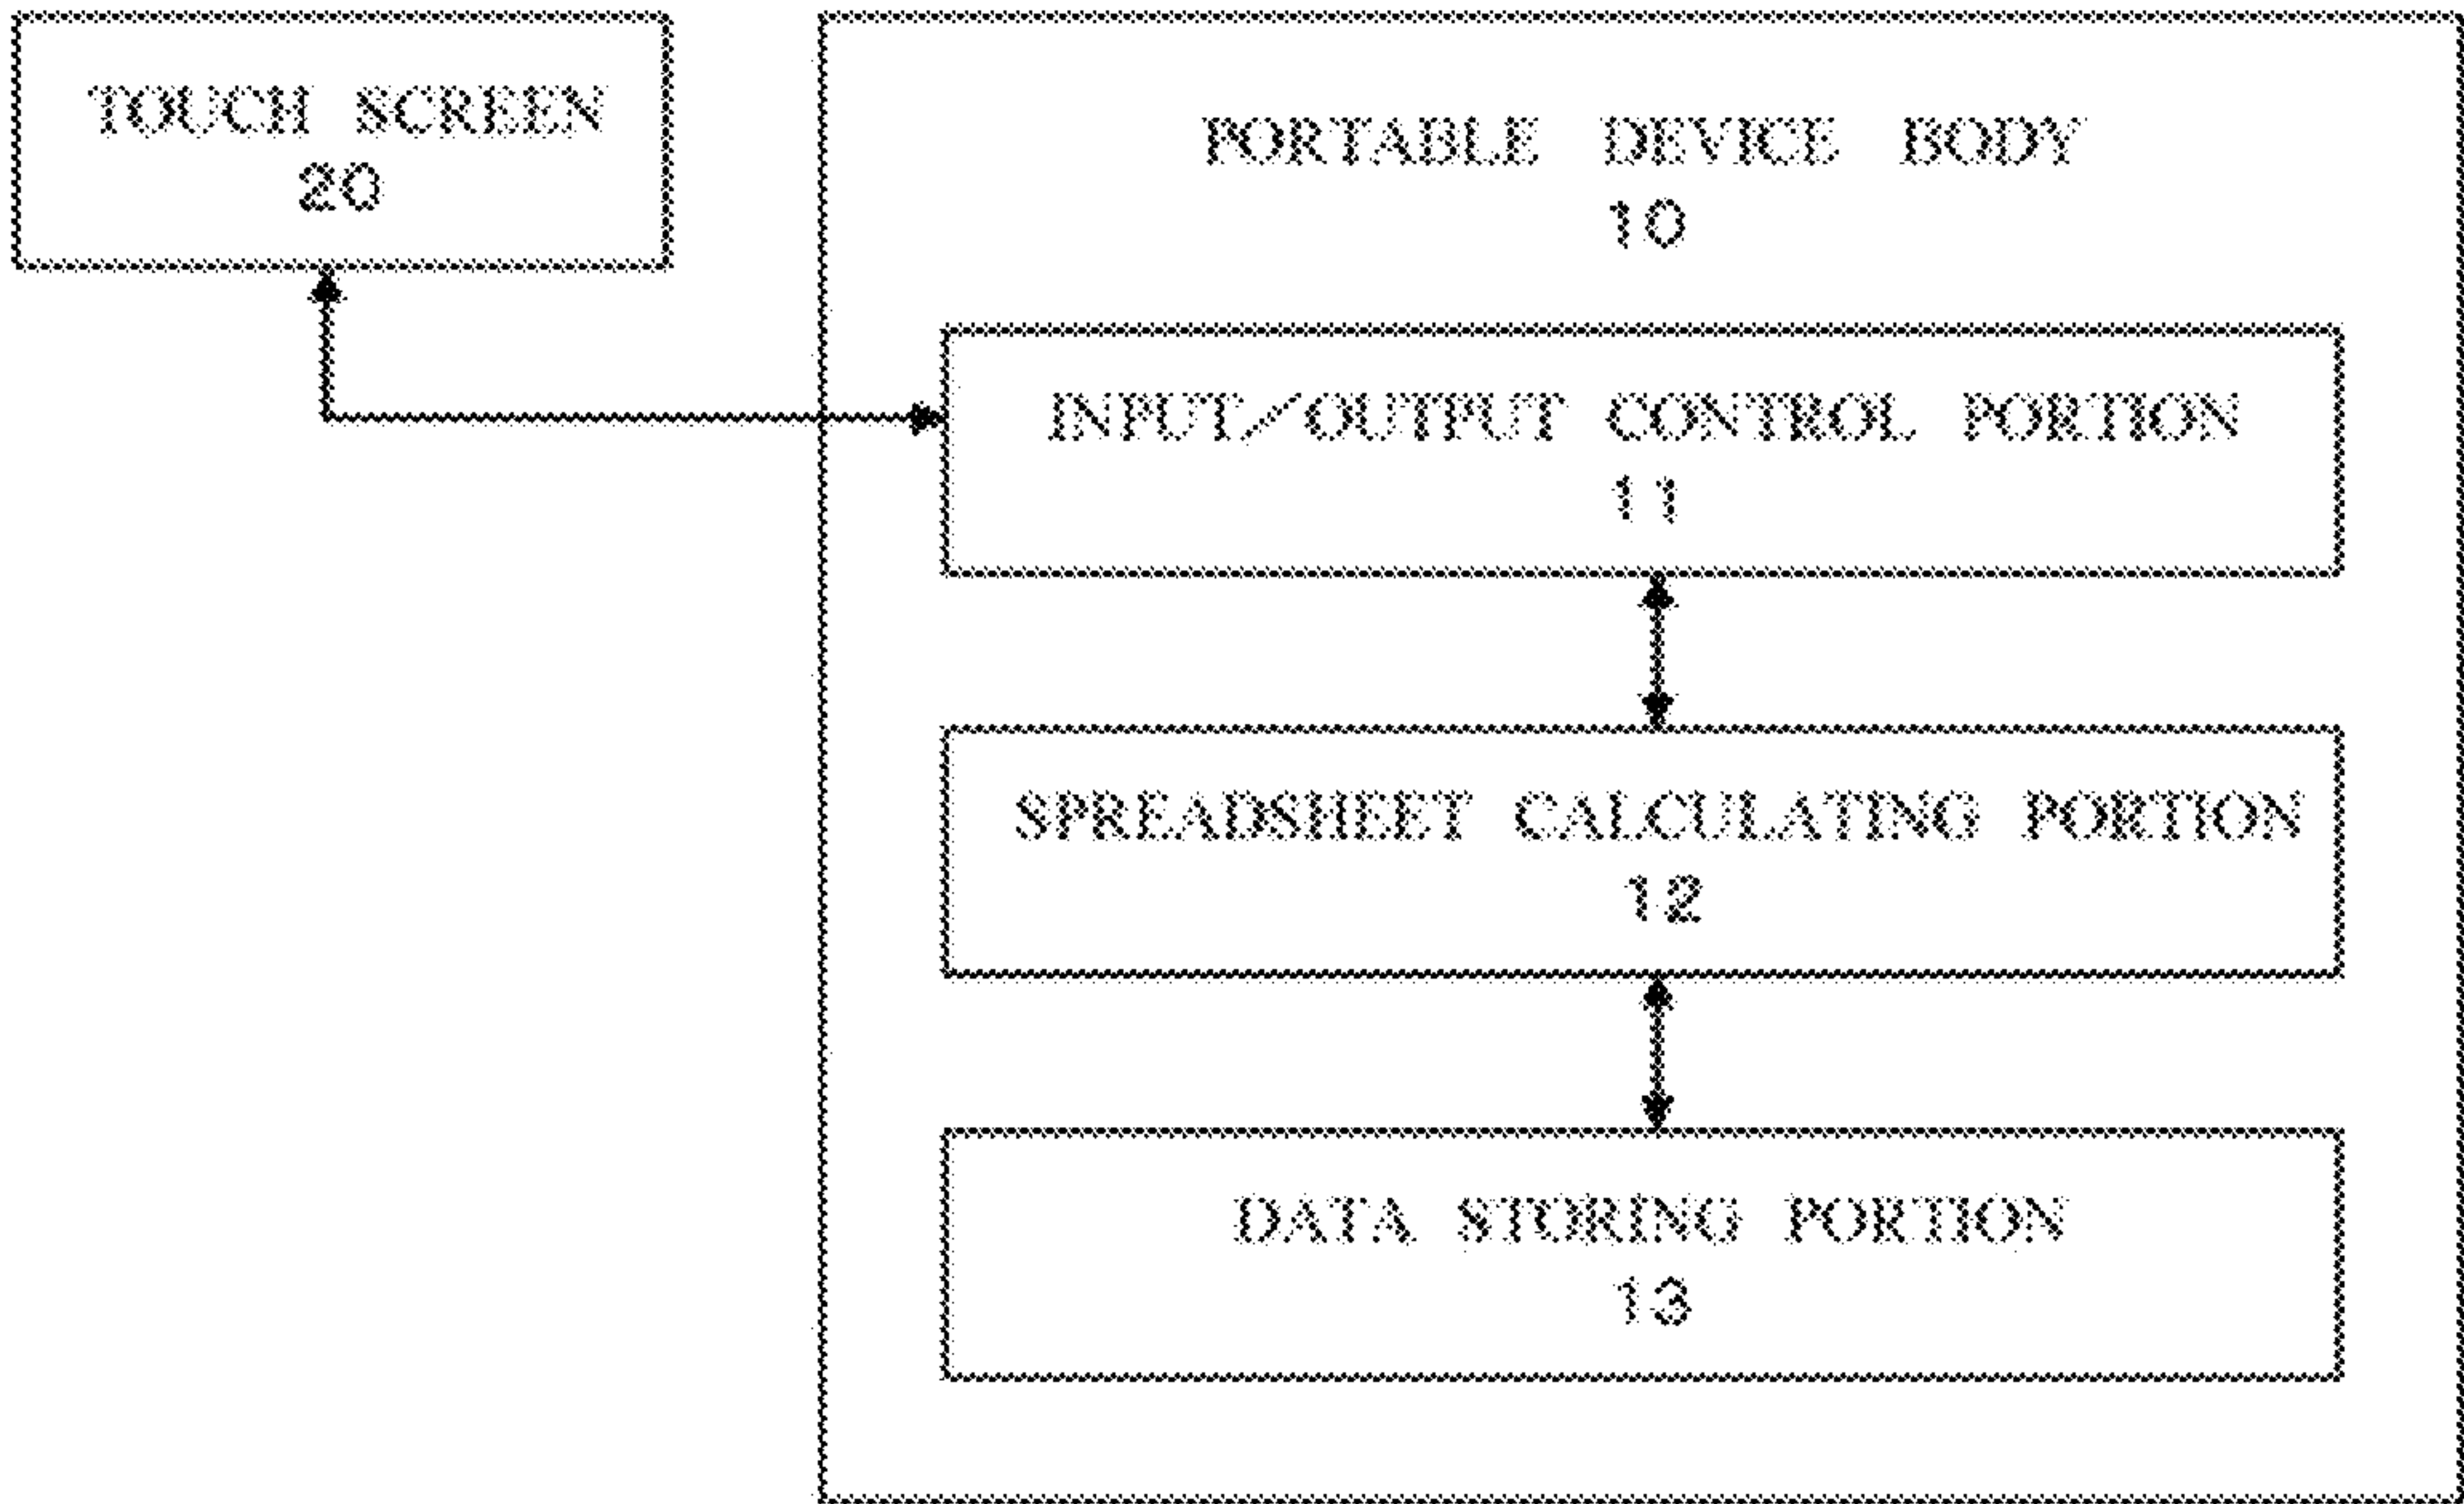 TOUCH SCREEN
20
PORTABLE DEVICE BODY
10
INPUT/OUTPUT CONTROL PORTION
11
SPREADSHEET CALCULATING PORTION
12
DATA STORING PORTION
13